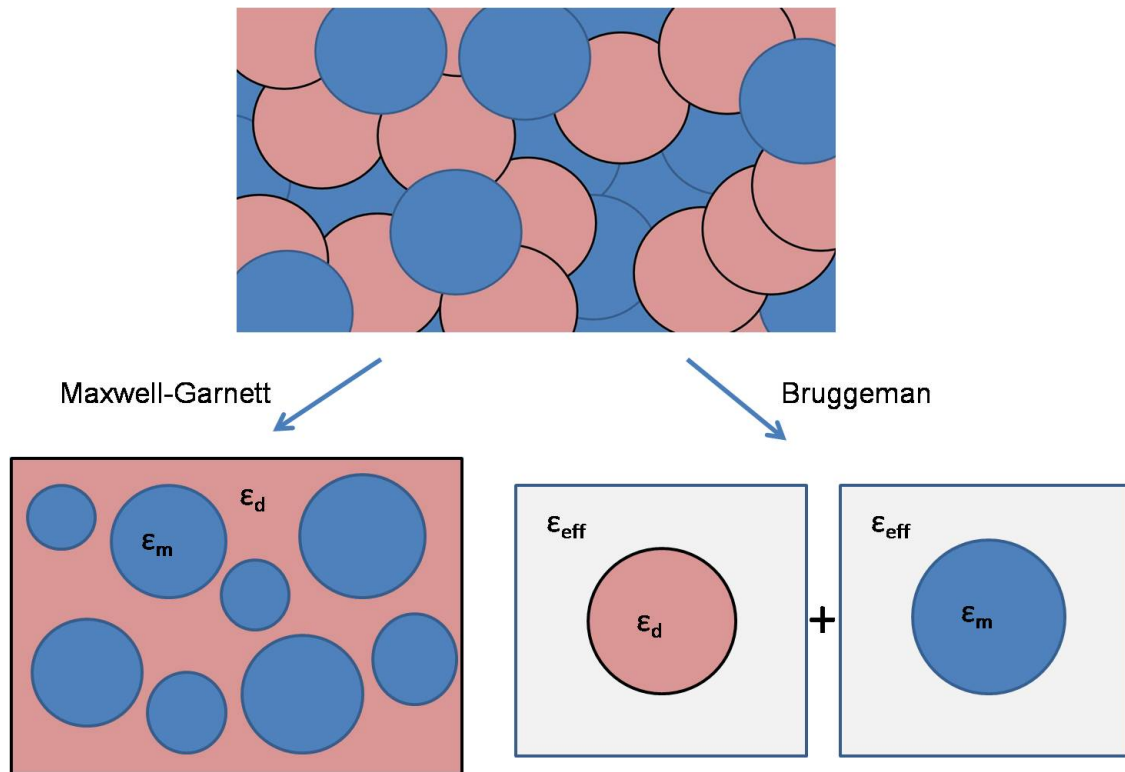 Maxwell-Garnett
Bruggeman
εd
εm
εeff
εd
+
εeff
εm